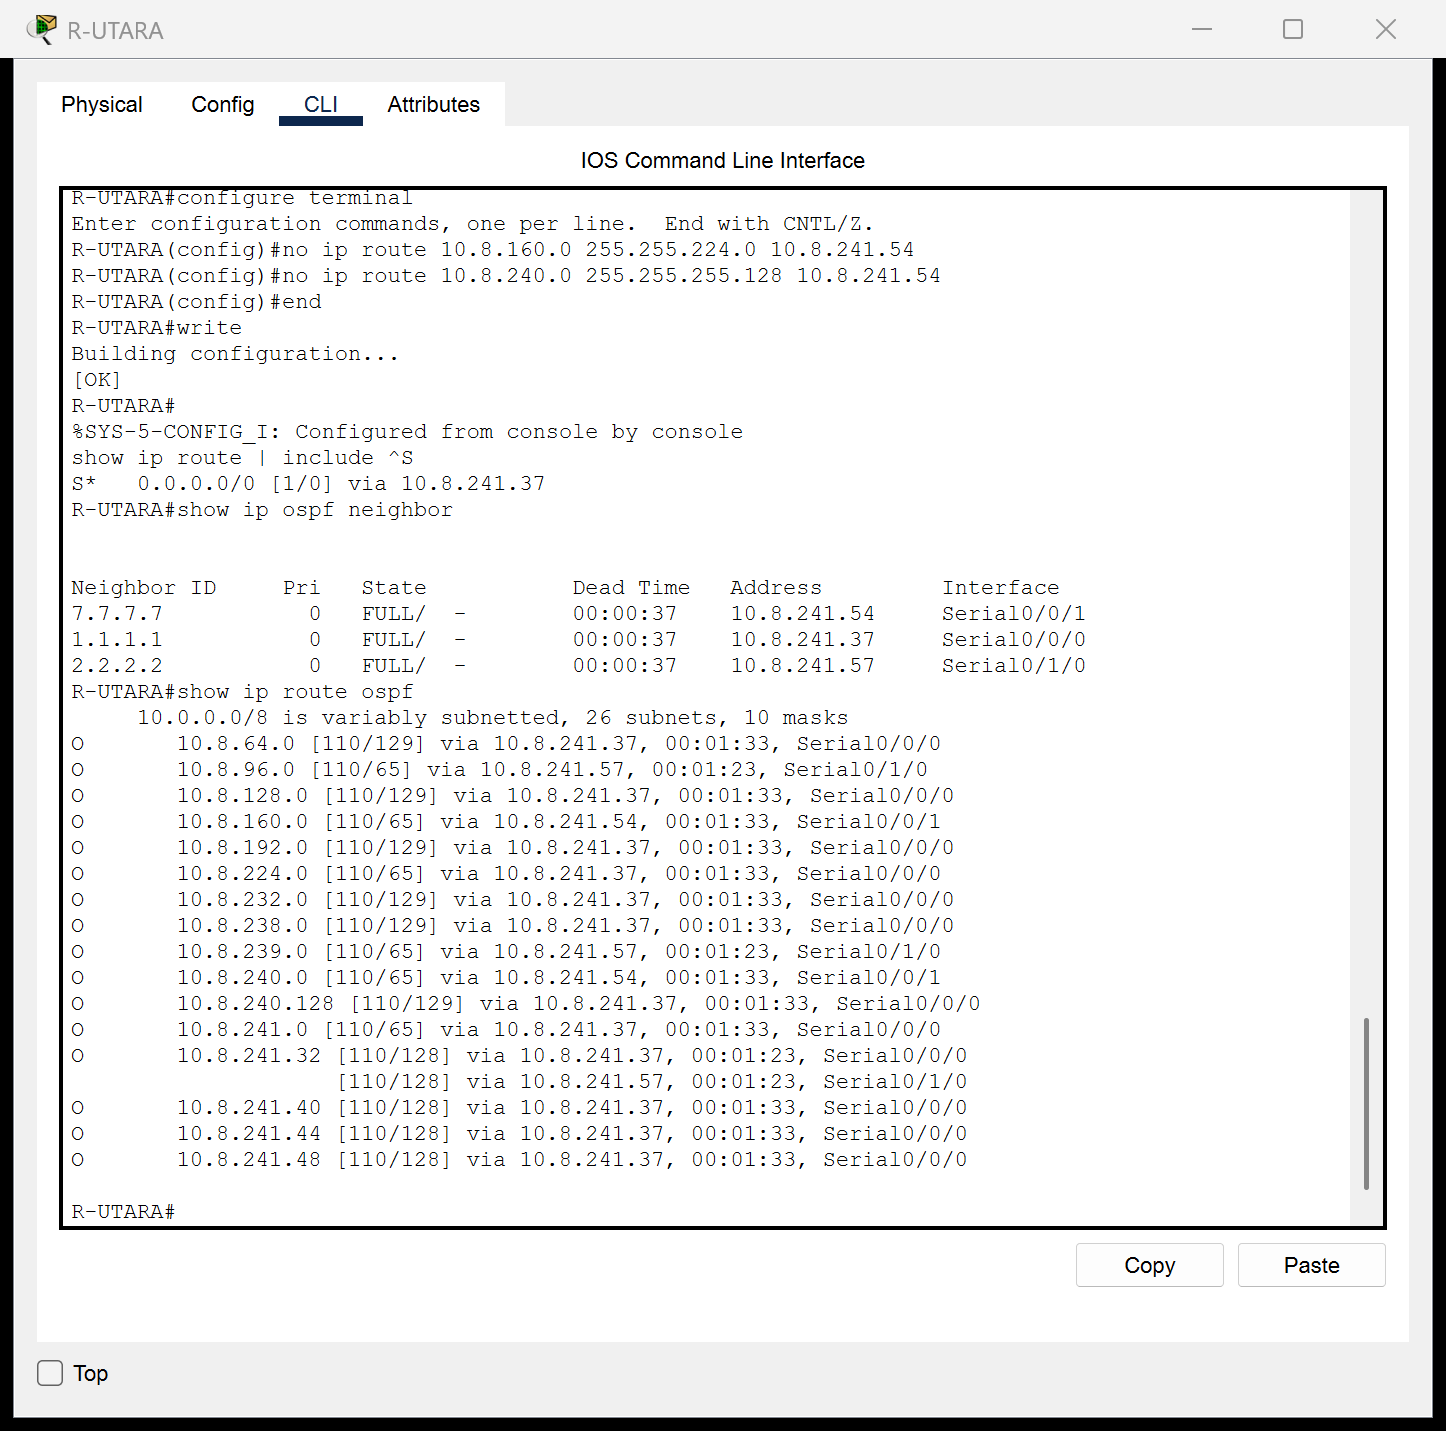 R-UTARA
Physical Config CLI Attributes
IOS Command Line Interface
R-UTARA#configure terminal
Enter configuration commands, one per line.  End with CNTL/Z.
R-UTARA(config)#no ip route 10.8.160.0 255.255.224.0 10.8.241.54
R-UTARA(config)#no ip route 10.8.240.0 255.255.255.128 10.8.241.54
R-UTARA(config)#end
R-UTARA#write
Building configuration...
[OK]
R-UTARA#
%SYS-5-CONFIG_I: Configured from console by console
show ip route | include ^S
S*   0.0.0.0/0 [1/0] via 10.8.241.37
R-UTARA#show ip ospf neighbor
Neighbor ID     Pri   State           Dead Time   Address         Interface
7.7.7.7           0   FULL/  -        00:00:37    10.8.241.54     Serial0/0/1
1.1.1.1           0   FULL/  -        00:00:37    10.8.241.37     Serial0/0/0
2.2.2.2           0   FULL/  -        00:00:37    10.8.241.57     Serial0/1/0
R-UTARA#show ip route ospf
     10.0.0.0/8 is variably subnetted, 26 subnets, 10 masks
O       10.8.64.0 [110/129] via 10.8.241.37, 00:01:33, Serial0/0/0
O       10.8.96.0 [110/65] via 10.8.241.57, 00:01:23, Serial0/1/0
O       10.8.128.0 [110/129] via 10.8.241.37, 00:01:33, Serial0/0/0
O       10.8.160.0 [110/65] via 10.8.241.54, 00:01:33, Serial0/0/1
O       10.8.192.0 [110/129] via 10.8.241.37, 00:01:33, Serial0/0/0
O       10.8.224.0 [110/65] via 10.8.241.37, 00:01:33, Serial0/0/0
O       10.8.232.0 [110/129] via 10.8.241.37, 00:01:33, Serial0/0/0
O       10.8.238.0 [110/129] via 10.8.241.37, 00:01:33, Serial0/0/0
O       10.8.239.0 [110/65] via 10.8.241.57, 00:01:23, Serial0/1/0
O       10.8.240.0 [110/65] via 10.8.241.54, 00:01:33, Serial0/0/1
O       10.8.240.128 [110/129] via 10.8.241.37, 00:01:33, Serial0/0/0
O       10.8.241.0 [110/65] via 10.8.241.37, 00:01:33, Serial0/0/0
O       10.8.241.32 [110/128] via 10.8.241.37, 00:01:23, Serial0/0/0
                    [110/128] via 10.8.241.57, 00:01:23, Serial0/1/0
O       10.8.241.40 [110/128] via 10.8.241.37, 00:01:33, Serial0/0/0
O       10.8.241.44 [110/128] via 10.8.241.37, 00:01:33, Serial0/0/0
O       10.8.241.48 [110/128] via 10.8.241.37, 00:01:33, Serial0/0/0
R-UTARA#
Copy Paste
Top